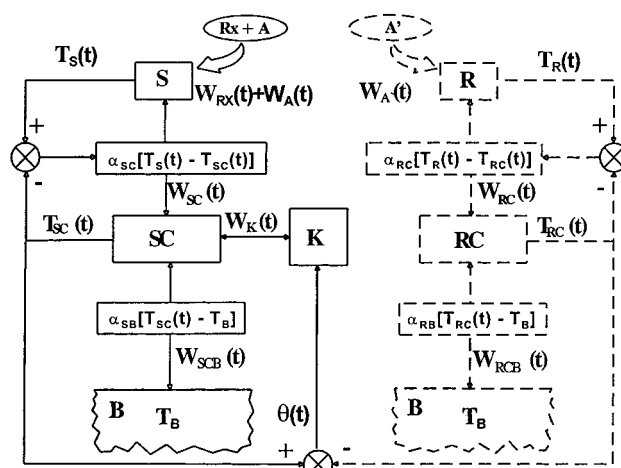 Rx + A
A'
T_S(t)
S
W_RX(t)+W_A(t)
W_A(t)
R
T_R(t)
+
α_SC[T_S(t) - T_SC(t)]
α_RC[T_R(t) - T_RC(t)]
+
-
-
W_SC(t)
W_RC(t)
T_SC(t)
SC
W_K(t)
K
RC
T_RC(t)
α_SB[T_SC(t) - T_B]
α_RB[T_RC(t) - T_B]
W_SCB(t)
W_RCB(t)
B T_B
θ(t)
B T_B
+
-